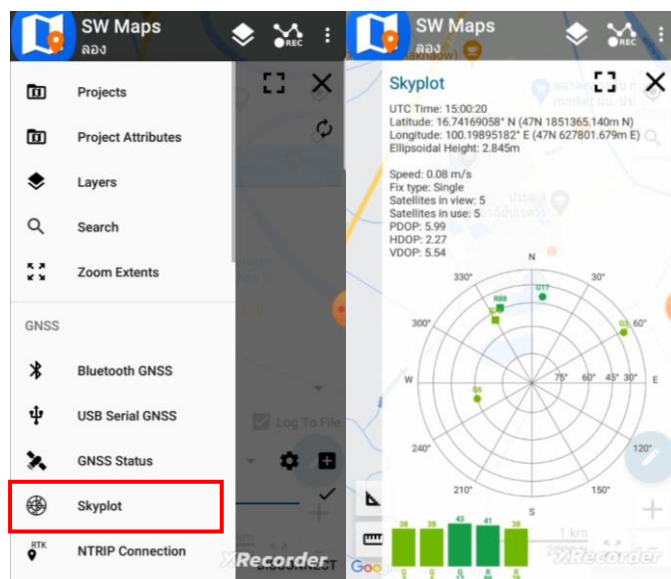 SW Maps
ลอง
REC
Projects
Project Attributes
Layers
Search
Zoom Extents
GNSS
Bluetooth GNSS
USB Serial GNSS
GNSS Status
Skyplot
RTK
NTRIP Connection
Log To File
DISCONNECT
XRecorder
SW Maps
ลอง
REC
Skyplot
UTC Time: 15:00:20
Latitude: 16.74169058° N (47N 1851365.140m N)
Longitude: 100.19895182° E (47N 627801.679m E)
Ellipsoidal Height: 2.845m
Speed: 0.08 m/s
Fix type: Single
Satellites in view: 5
Satellites in use: 5
PDOP: 5.99
HDOP: 2.27
VDOP: 5.54
N
330° 30°
R88 G17
300° G3 60°
W 75° 60° 45° 30° E
G6
240° 120°
210° 150°
S
38 38 43 41 38
1 km
XRecorder